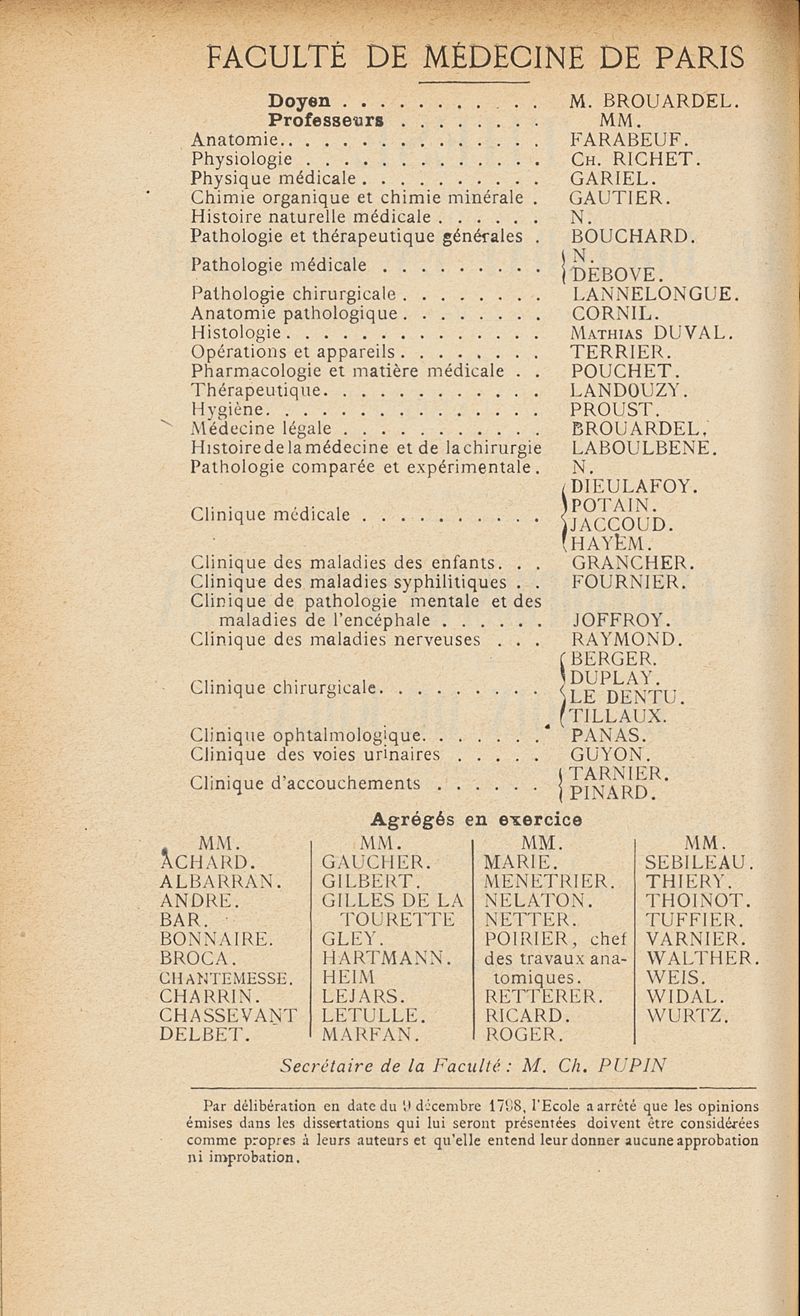 FACULTÉ DE MÉDECINE DE PARIS
Doyen . . . . . . . . . . . M. BROUARDEL.
Professeurs . . . . . . . . MM.
Anatomie. . . . . . . . . . . . . . . FARABEUF.
Physiologie . . . . . . . . . . . . . CH. RICHET.
Physique médicale . . . . . . . . . . GARIEL.
Chimie organique et chimie minérale . GAUTIER.
Histoire naturelle médicale . . . . . . N.
Pathologie et thérapeutique générales . BOUCHARD.
Pathologie médicale . . . . . . . . . N.
DEBOVE.
Pathologie chirurgicale . . . . . . . . LANNELONGUE.
Anatomie pathologique . . . . . . . . CORNIL.
Histologie . . . . . . . . . . . . . . MATHIAS DUVAL.
Opérations et appareils . . . . . . . . TERRIER.
Pharmacologie et matière médicale . . POUCHET.
Thérapeutique. . . . . . . . . . . . LANDOUZY.
Hygiène. . . . . . . . . . . . . . . PROUST.
Médecine légale . . . . . . . . . . . BROUARDEL.
Histoire de la médecine et de la chirurgie LABOULBENE.
Pathologie comparée et expérimentale . N.
Clinique médicale . . . . . . . . . . DIEULAFOY.
POTAIN.
JACCOUD.
HAYEM.
Clinique des maladies des enfants. . . GRANCHER.
Clinique des maladies syphilitiques . . FOURNIER.
Clinique de pathologie mentale et des
maladies de l'encéphale . . . . . . JOFFROY.
Clinique des maladies nerveuses . . . RAYMOND.
Clinique chirurgicale. . . . . . . . . BERGER.
DUPLAY.
LE DENTU.
TILLAUX.
Clinique ophtalmologique. . . . . . . PANAS.
Clinique des voies urinaires . . . . . GUYON.
Clinique d'accouchements . . . . . . TARNIER.
PINARD.
Agrégés en exercice
MM.
ACHARD.
ALBARRAN.
ANDRE.
BAR.
BONNAIRE.
BROCA.
CHANTEMESSE.
CHARRIN.
CHASSEVANT
DELBET.
MM.
GAUCHER.
GILBERT.
GILLES DE LA
TOURETTE
GLEY.
HARTMANN.
HEIM
LEJARS.
LETULLE.
MARFAN.
MM.
MARIE.
MENETRIER.
NELATON.
NETTER.
POIRIER, chef
des travaux ana-
tomiques.
RETTERER.
RICARD.
ROGER.
MM.
SEBILEAU.
THIERY.
THOINOT.
TUFFIER.
VARNIER.
WALTHER.
WEIS.
WIDAL.
WURTZ.
Secrétaire de la Faculté : M. Ch. PUPIN
Par délibération en date du 9 décembre 1798, l'Ecole a arrêté que les opinions
émises dans les dissertations qui lui seront présentées doivent être considérées
comme propres à leurs auteurs et qu'elle entend leur donner aucune approbation
ni improbation.